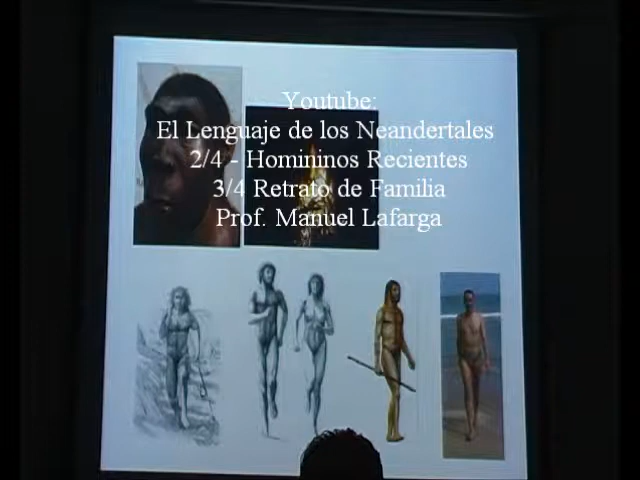 Youtube:
El Lenguaje de los Neandertales
2/4 - Homininos Recientes
3/4 Retrato de Familia
Prof. Manuel Lafarga